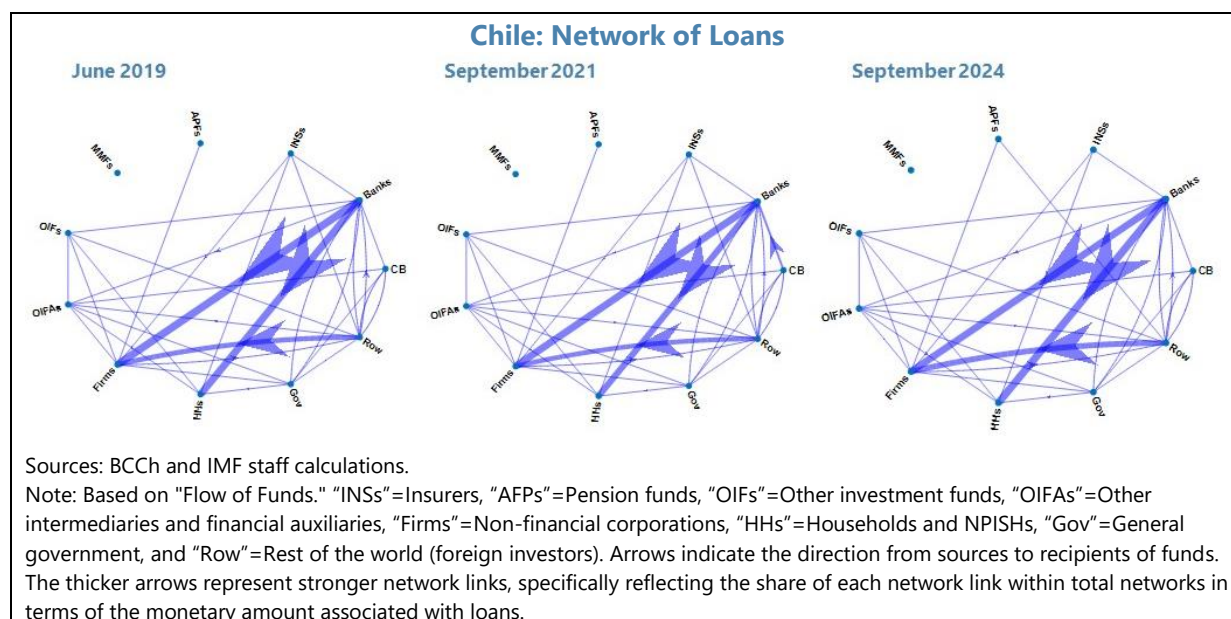 Chile: Network of Loans
June 2019
September 2021
September 2024
APFs
INSs
MMFs
Banks
OIFs
CB
OIFAs
Row
Firms
Gov
HHs
APFs
INSs
MMFs
Banks
OIFs
CB
OIFAs
Row
Firms
Gov
HHs
APFs
INSs
MMFs
Banks
OIFs
CB
OIFAs
Row
Firms
Gov
HHs
Sources: BCCh and IMF staff calculations.
Note: Based on "Flow of Funds." “INSs”=Insurers, “AFPs”=Pension funds, “OIFs”=Other investment funds, “OIFAs”=Other
intermediaries and financial auxiliaries, “Firms”=Non-financial corporations, “HHs”=Households and NPISHs, “Gov”=General
government, and “Row”=Rest of the world (foreign investors). Arrows indicate the direction from sources to recipients of funds.
The thicker arrows represent stronger network links, specifically reflecting the share of each network link within total networks in
terms of the monetary amount associated with loans.